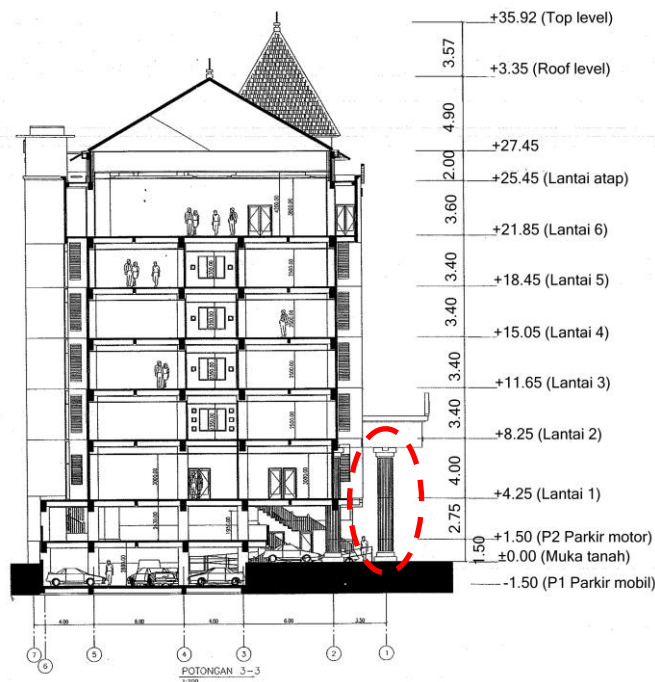 +35.92 (Top level)
3.57
+3.35 (Roof level)
4.90
+27.45
2.00
+25.45 (Lantai atap)
3.60
+21.85 (Lantai 6)
3.40
+18.45 (Lantai 5)
3.40
+15.05 (Lantai 4)
3.40
+11.65 (Lantai 3)
3.40
+8.25 (Lantai 2)
4.00
+4.25 (Lantai 1)
2.75
+1.50 (P2 Parkir motor)
1.50
±0.00 (Muka tanah)
-1.50 (P1 Parkir mobil)
4.00 6.00 4.00 6.00 3.50
7 6 5 4 3 2 1
POTONGAN 3-3